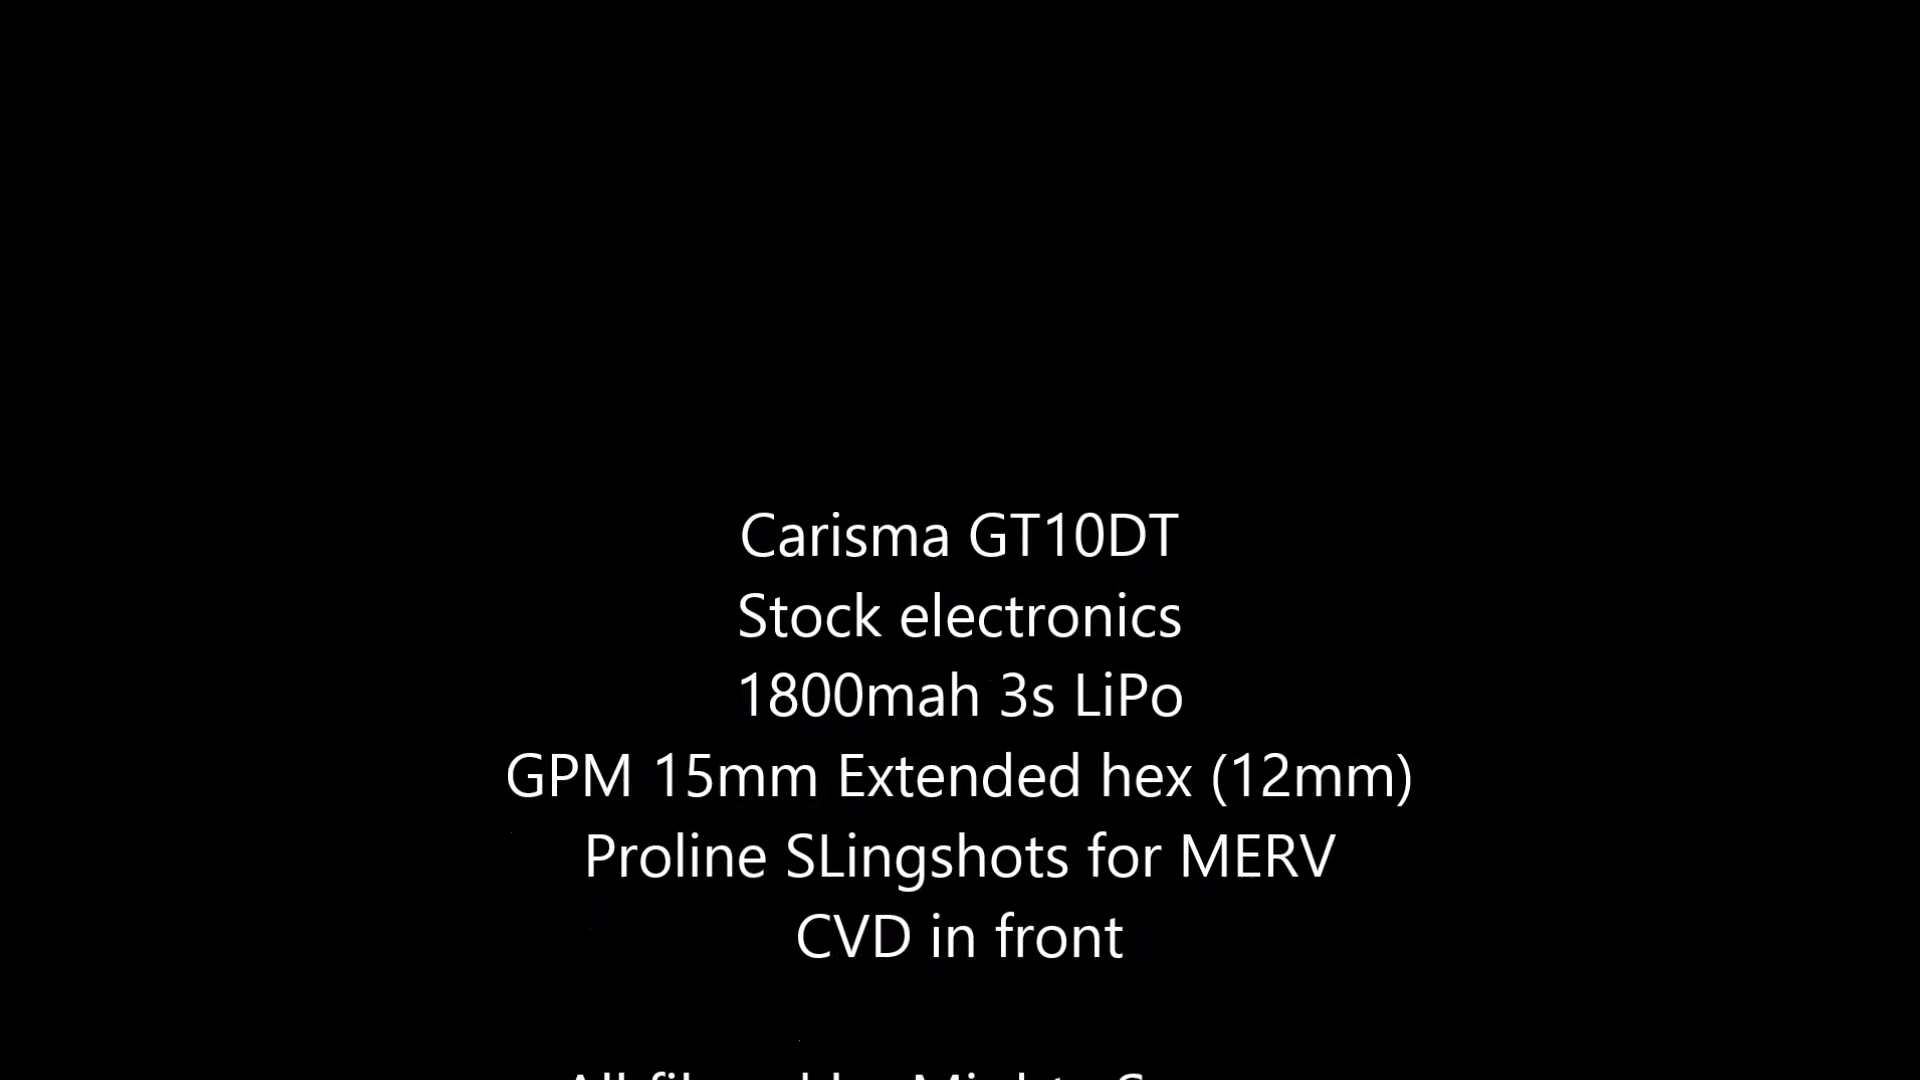 Carisma GT10DT
Stock electronics
1800mah 3s LiPo
GPM 15mm Extended hex (12mm)
Proline SLingshots for MERV
CVD in front